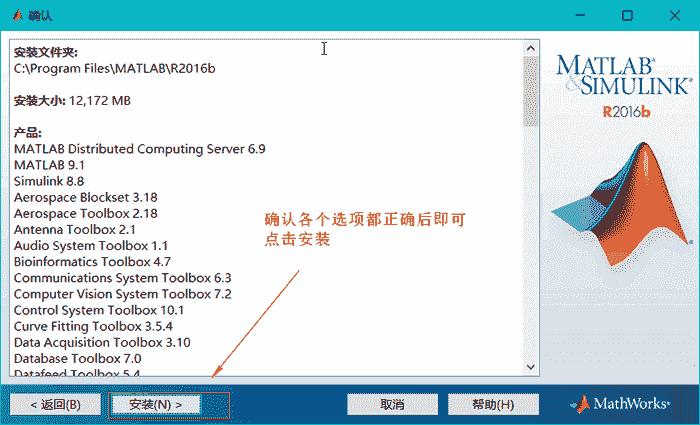 确认
安装文件夹:
C:\Program Files\MATLAB\R2016b
安装大小: 12,172 MB
产品:
MATLAB Distributed Computing Server 6.9
MATLAB 9.1
Simulink 8.8
Aerospace Blockset 3.18
Aerospace Toolbox 2.18
Antenna Toolbox 2.1
Audio System Toolbox 1.1
Bioinformatics Toolbox 4.7
Communications System Toolbox 6.3
Computer Vision System Toolbox 7.2
Control System Toolbox 10.1
Curve Fitting Toolbox 3.5.4
Data Acquisition Toolbox 3.10
Database Toolbox 7.0
Datafeed Toolbox 5.4
确认各个选项都正确后即可
点击安装
MATLAB®
&SIMULINK®
R2016b
< 返回(B)
安装(N) >
取消
帮助(H)
MathWorks®